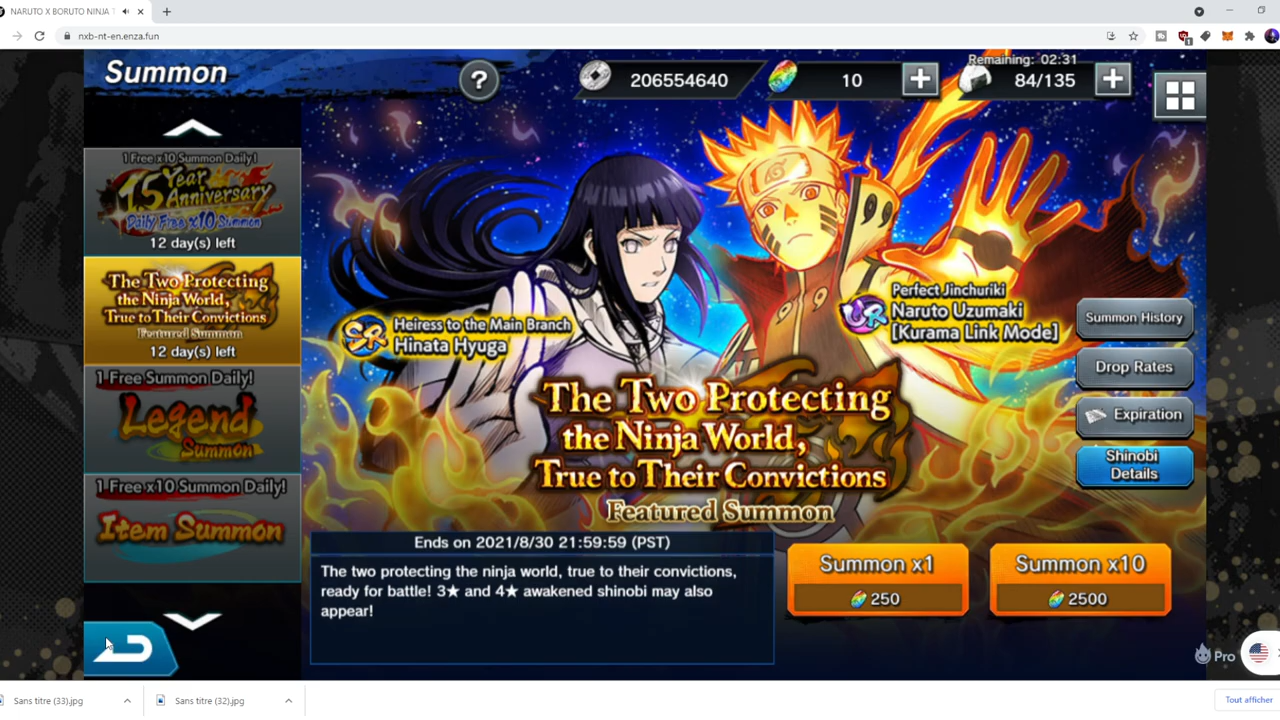 NARUTO X BORUTO NINJA T
nxb-nt-en.enza.fun
Summon
?
206554640
10
Remaining: 02:31
84/135
1 Free x10 Summon Daily!
1.5 Year
Anniversary
Daily Free x10 Summon
12 day(s) left
The Two Protecting
the Ninja World,
True to Their Convictions
Featured Summon
12 day(s) left
1 Free Summon Daily!
Legend
Summon
1 Free x10 Summon Daily!
Item Summon
SR
Heiress to the Main Branch
Hinata Hyuga
UR
Perfect Jinchuriki
Naruto Uzumaki
[Kurama Link Mode]
The Two Protecting
the Ninja World,
True to Their Convictions
Featured Summon
Summon History
Drop Rates
Expiration
Shinobi
Details
Ends on 2021/8/30 21:59:59 (PST)
The two protecting the ninja world, true to their convictions,
ready for battle! 3★ and 4★ awakened shinobi may also
appear!
Summon x1
250
Summon x10
2500
Pro
Sans titre (33).jpg
Sans titre (32).jpg
Tout afficher